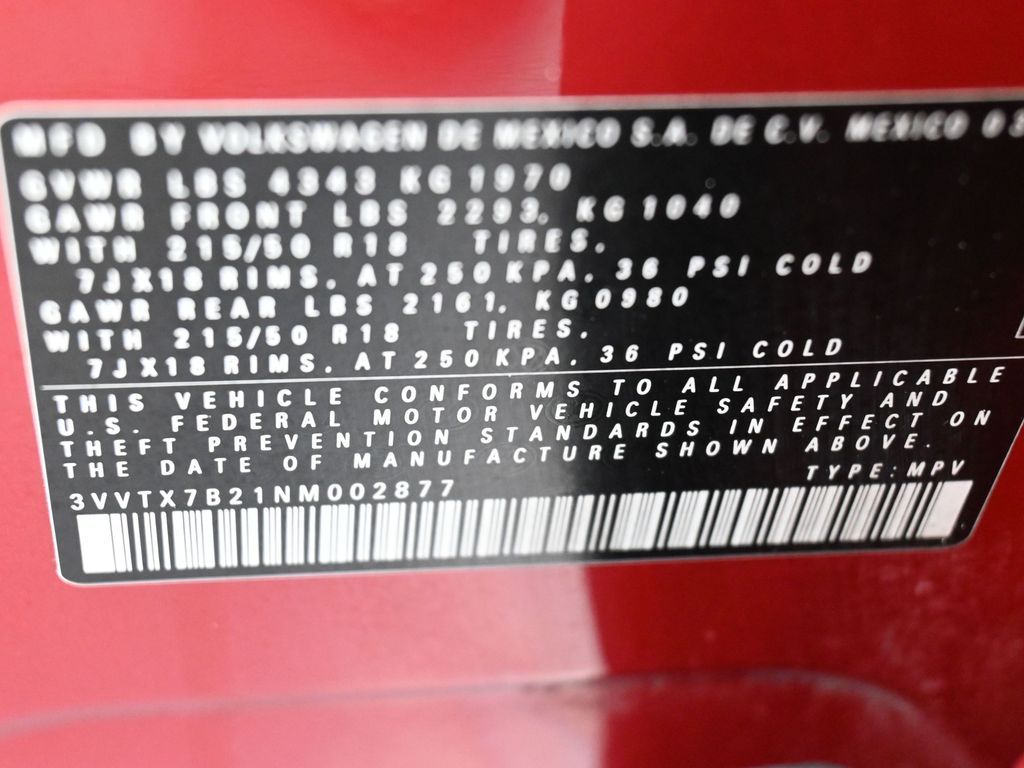 MFD BY VOLKSWAGEN DE MEXICO S.A. DE C.V. MEXICO 03
GVWR LBS 4343 KG 1970
GAWR FRONT LBS 2293, KG 1040
WITH 215/50 R18 TIRES,
7JX18 RIMS, AT 250 KPA, 36 PSI COLD
GAWR REAR LBS 2161, KG 0980
WITH 215/50 R18 TIRES,
7JX18 RIMS, AT 250 KPA, 36 PSI COLD
THIS VEHICLE CONFORMS TO ALL APPLICABLE
U.S. FEDERAL MOTOR VEHICLE SAFETY AND
THEFT PREVENTION STANDARDS IN EFFECT ON
THE DATE OF MANUFACTURE SHOWN ABOVE.
TYPE: MPV
3VVTX7B21NM002877